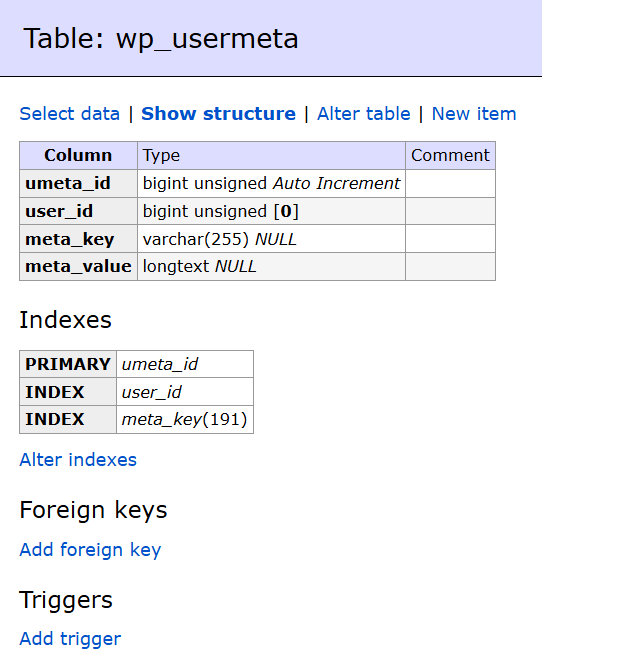 Table: wp_usermeta
Select data | Show structure | Alter table | New item
Column Type Comment
umeta_id bigint unsigned Auto Increment
user_id bigint unsigned [0]
meta_key varchar(255) NULL
meta_value longtext NULL
Indexes
PRIMARY umeta_id
INDEX user_id
INDEX meta_key(191)
Alter indexes
Foreign keys
Add foreign key
Triggers
Add trigger